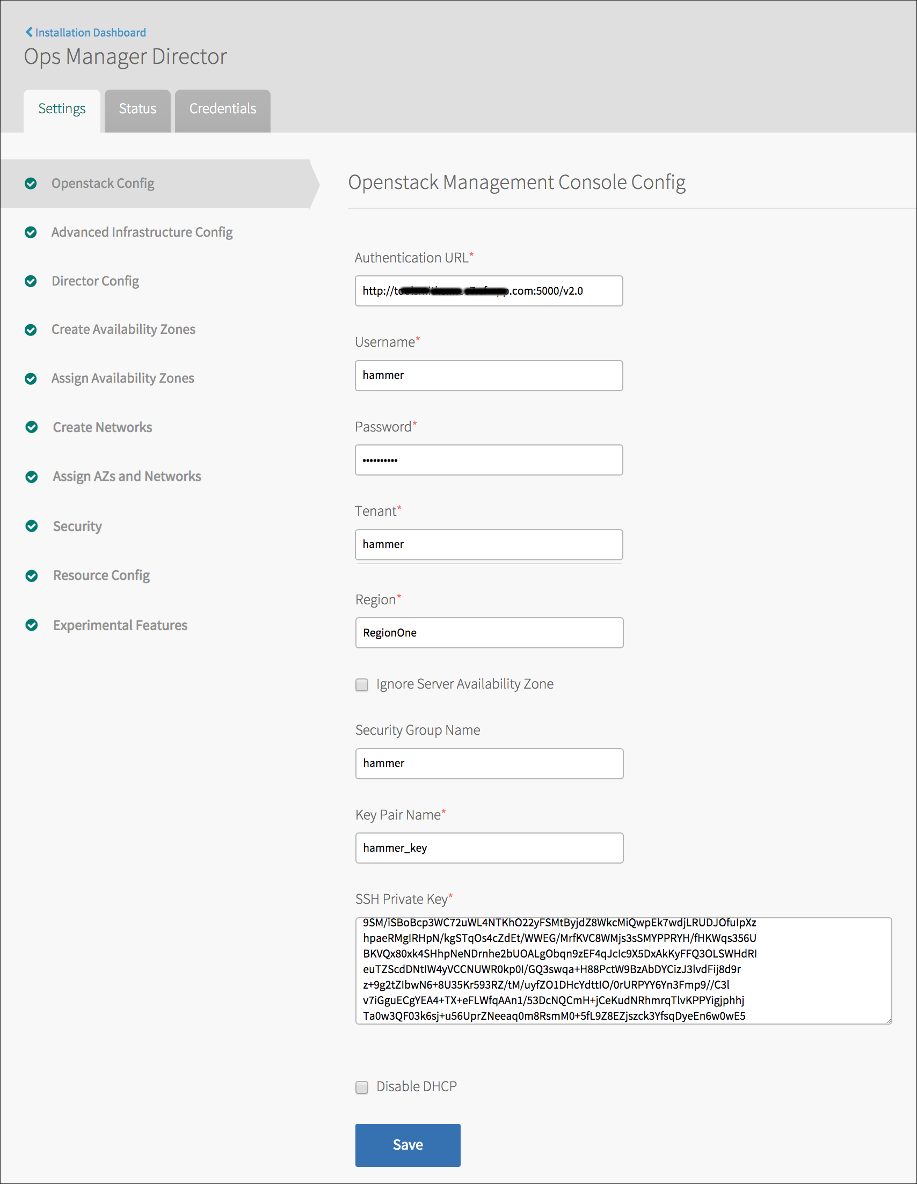 Installation Dashboard
Ops Manager Director
Settings
Status
Credentials
Openstack Config
Advanced Infrastructure Config
Director Config
Create Availability Zones
Assign Availability Zones
Create Networks
Assign AZs and Networks
Security
Resource Config
Experimental Features
Openstack Management Console Config
Authentication URL*
http://t .com:5000/v2.0
Username*
hammer
Password*
••••••••••
Tenant*
hammer
Region*
RegionOne
Ignore Server Availability Zone
Security Group Name
hammer
Key Pair Name*
hammer_key
SSH Private Key*
9SM/iSBoBcp3WC72uWL4NTKhO22yFSMtByjdZ8WkcMiQwpEk7wdjLRUDJOfuIpXz
hpaeRMgIRHpN/kgSTqOs4cZdEt/WWEG/MrfKVC8WMjs3sSMYPPRYH/fHKWqs356U
BKVQx80xk4SHhpNeNDrnhe2bUOALgObqn9zEF4qJcIc9X5DxAkKyFFQ3OLSWHdRI
euTZScdDNtIW4yVCCNUWR0kp0I/GQ3swqa+H88PctW9BzAbDYCizJ3lvdFij8d9r
z+9g2tZIbwN6+8U35Kr593RZ/tM/uyfZO1DHcYdttIO/0rURPYY6Yn3Fmp9//C3l
v7iGguECgYEA4+TX+eFLWfqAAn1/53DcNQCmH+jCeKudNRhmrqTlvKPPYigjphhj
Ta0w3QF03k6sj+u56UprZNeeaq0m8RsmM0+5fL9Z8EZjszck3YfsqDyeEn6w0wE5
Disable DHCP
Save